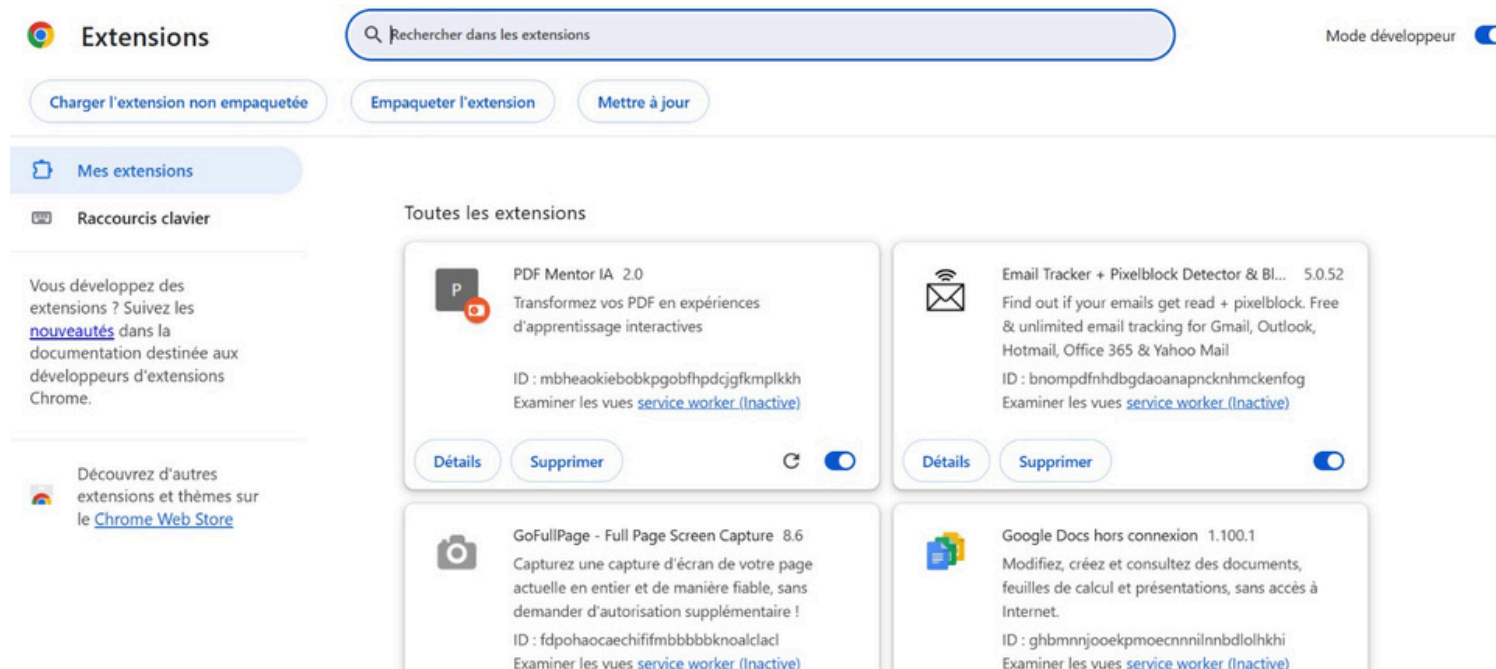 Extensions
Rechercher dans les extensions
Mode développeur
Charger l'extension non empaquetée
Empaqueter l'extension
Mettre à jour
Mes extensions
Raccourcis clavier
Vous développez des
extensions ? Suivez les
nouveautés dans la
documentation destinée aux
développeurs d'extensions
Chrome.
Découvrez d'autres
extensions et thèmes sur
le Chrome Web Store
Toutes les extensions
P
PDF Mentor IA 2.0
Transformez vos PDF en expériences
d'apprentissage interactives
ID : mbheaokiebobkpgobfhpdcjgfkmplkkh
Examiner les vues service worker (Inactive)
Détails
Supprimer
Email Tracker + Pixelblock Detector & Bl... 5.0.52
Find out if your emails get read + pixelblock. Free
& unlimited email tracking for Gmail, Outlook,
Hotmail, Office 365 & Yahoo Mail
ID : bnompdfnhdbgdaoanapncknhmckenfog
Examiner les vues service worker (Inactive)
Détails
Supprimer
GoFullPage - Full Page Screen Capture 8.6
Capturez une capture d'écran de votre page
actuelle en entier et de manière fiable, sans
demander d'autorisation supplémentaire !
ID : fdpohaocaechififmbbbbbknoalclacl
Examiner les vues service worker (Inactive)
Google Docs hors connexion 1.100.1
Modifiez, créez et consultez des documents,
feuilles de calcul et présentations, sans accès à
Internet.
ID : ghbmnnjooekpmoecnnnilnnbdlolhkhi
Examiner les vues service worker (Inactive)